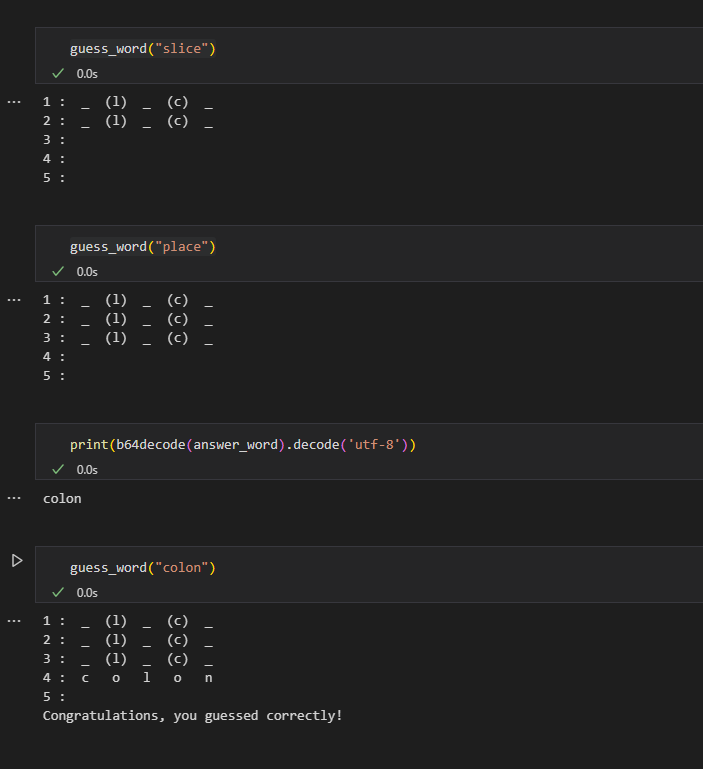 guess_word("slice")
0.0s
1 :  _  (l)  _  (c)  _
2 :  _  (l)  _  (c)  _
3 :
4 :
5 :
guess_word("place")
0.0s
1 :  _  (l)  _  (c)  _
2 :  _  (l)  _  (c)  _
3 :  _  (l)  _  (c)  _
4 :
5 :
print(b64decode(answer_word).decode('utf-8'))
0.0s
colon
guess_word("colon")
0.0s
1 :  _  (l)  _  (c)  _
2 :  _  (l)  _  (c)  _
3 :  _  (l)  _  (c)  _
4 :  c   o   l   o   n
5 :
Congratulations, you guessed correctly!